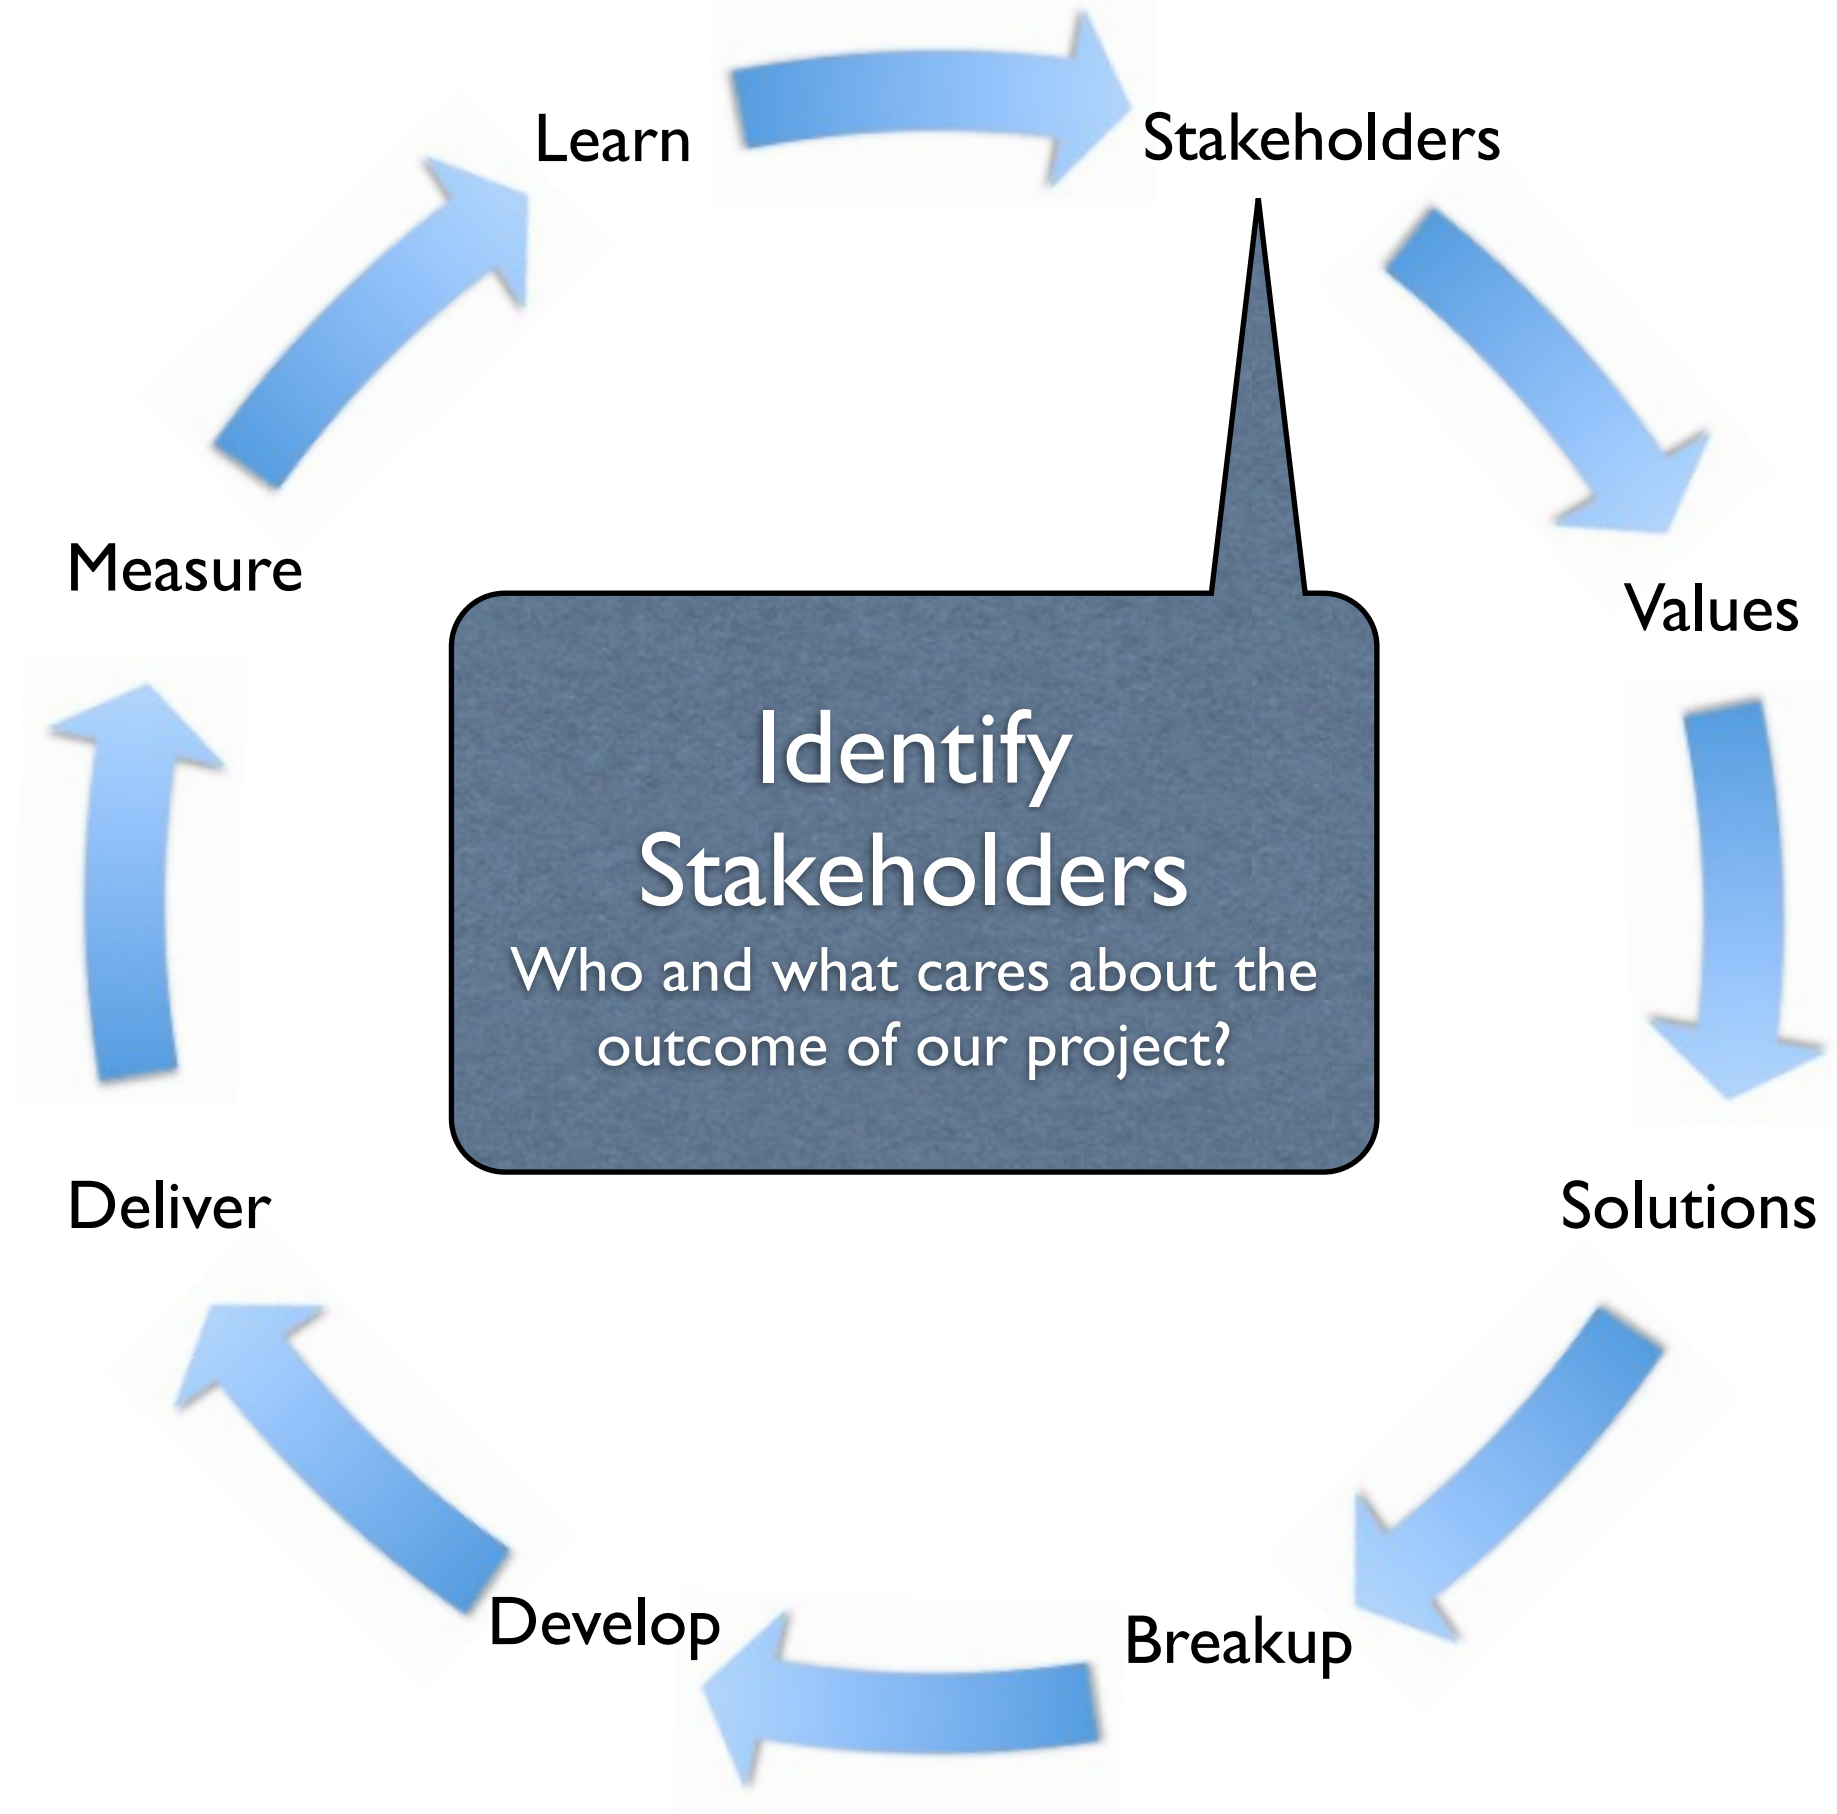 Learn
Stakeholders
Measure
Values
Identify
Stakeholders
Who and what cares about the
outcome of our project?
Deliver
Solutions
Develop
Breakup